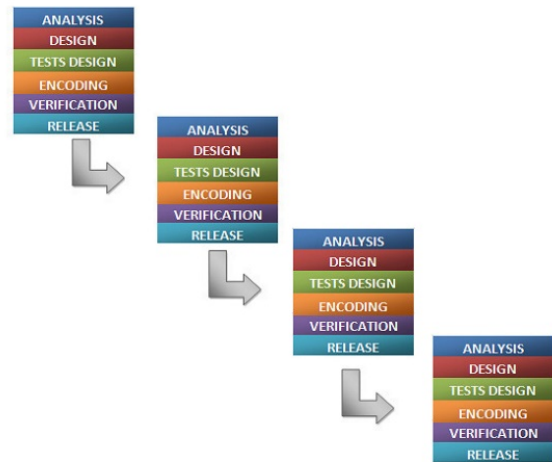 ANALYSIS
DESIGN
TESTS DESIGN
ENCODING
VERIFICATION
RELEASE
ANALYSIS
DESIGN
TESTS DESIGN
ENCODING
VERIFICATION
RELEASE
ANALYSIS
DESIGN
TESTS DESIGN
ENCODING
VERIFICATION
RELEASE
ANALYSIS
DESIGN
TESTS DESIGN
ENCODING
VERIFICATION
RELEASE